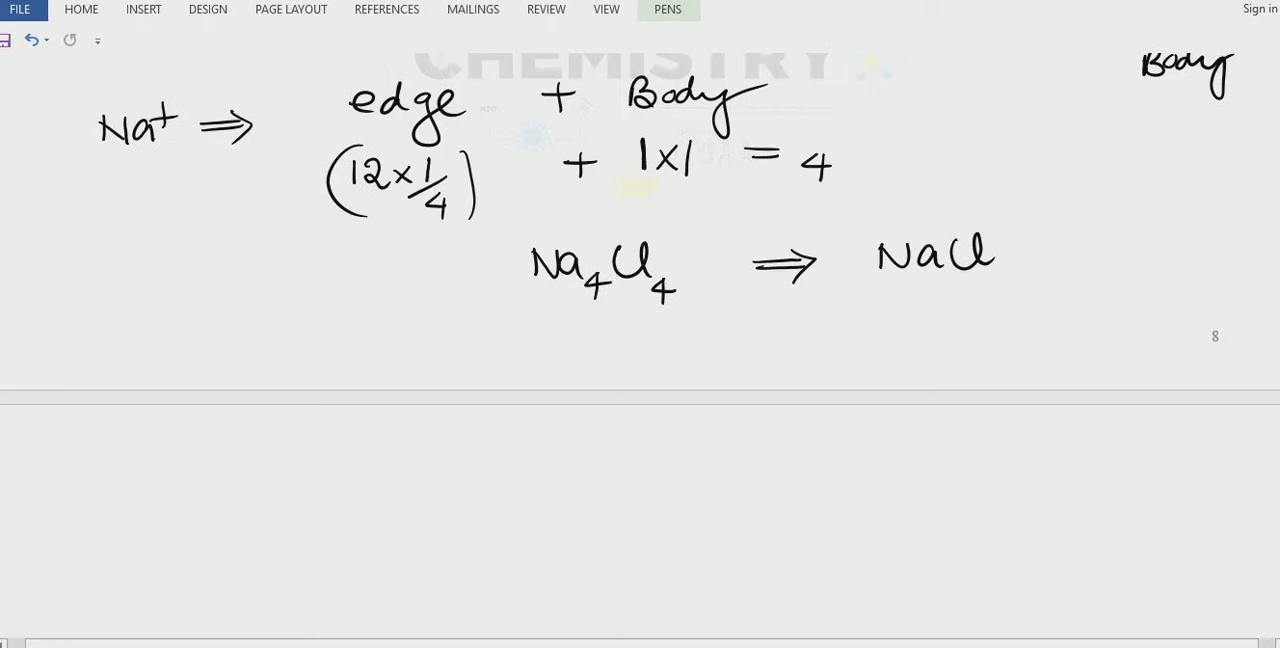 FILE HOME INSERT DESIGN PAGE LAYOUT REFERENCES MAILINGS REVIEW VIEW PENS Sign in
CHEMISTRY
Body
Na⁺ ⇒ edge + Body
(12×1/4) + 1×1 = 4
Na₄Cl₄ ⇒ NaCl
8